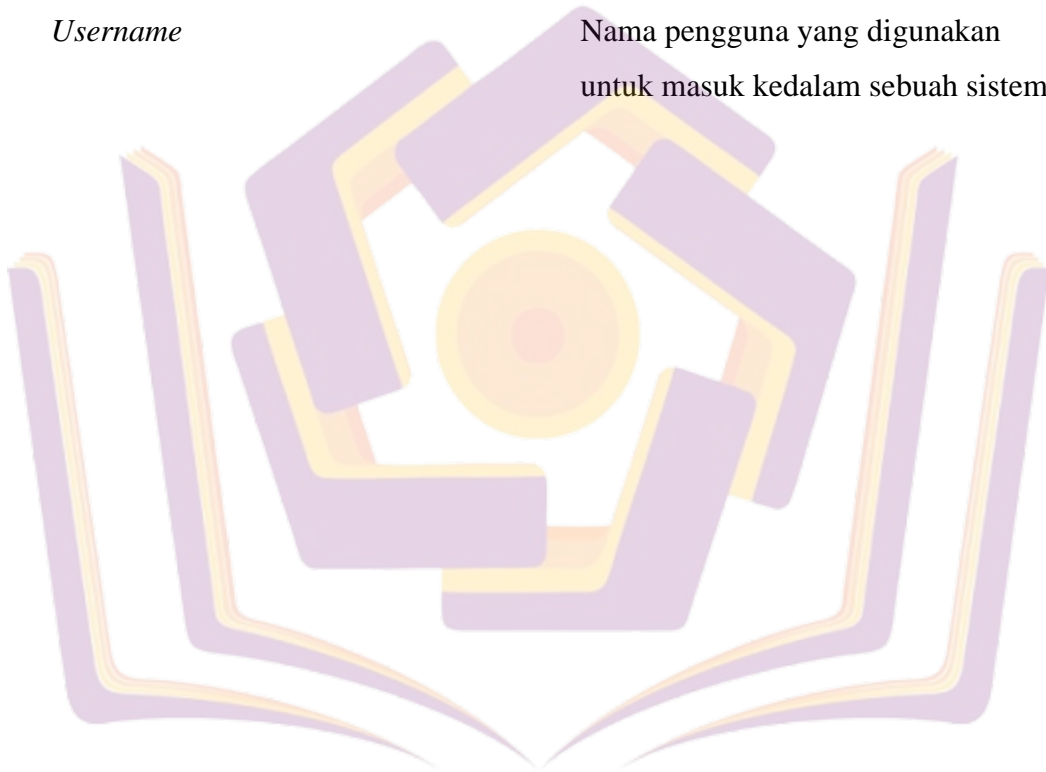 Username
Nama pengguna yang digunakan
untuk masuk kedalam sebuah sistem